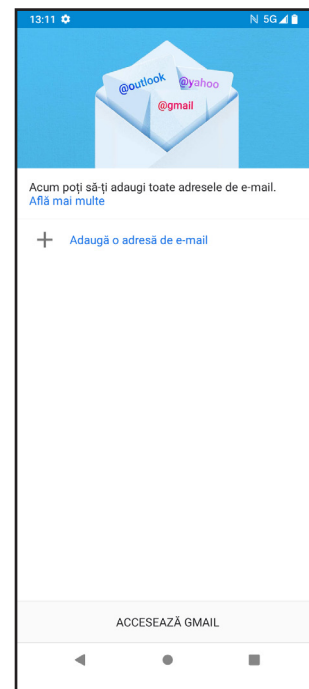 13:11 N 5G
@outlook @yahoo
@gmail
Acum poți să-ți adaugi toate adresele de e-mail.
Află mai multe
Adaugă o adresă de e-mail
ACCESEAZĂ GMAIL